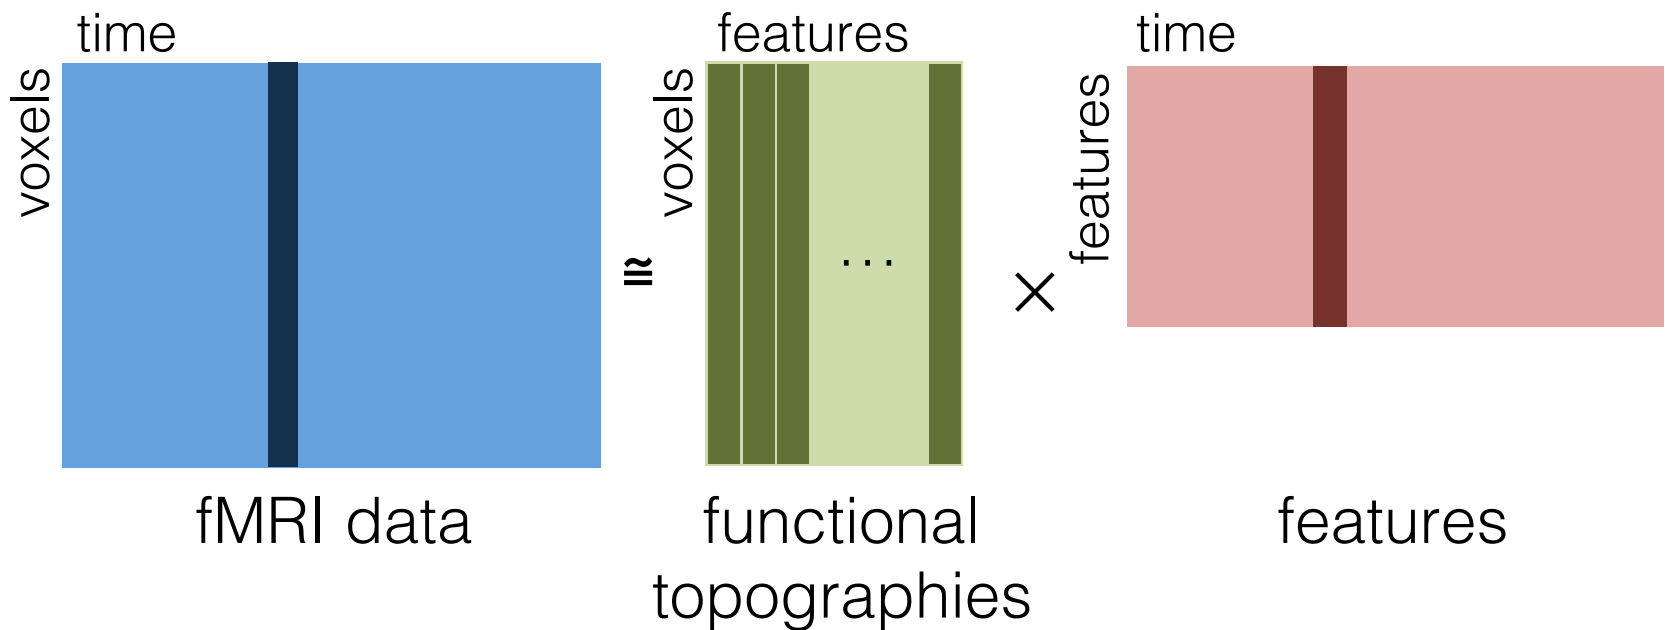 time
voxels
fMRI data
≊
features
voxels
...
functional
topographies
×
time
features
features